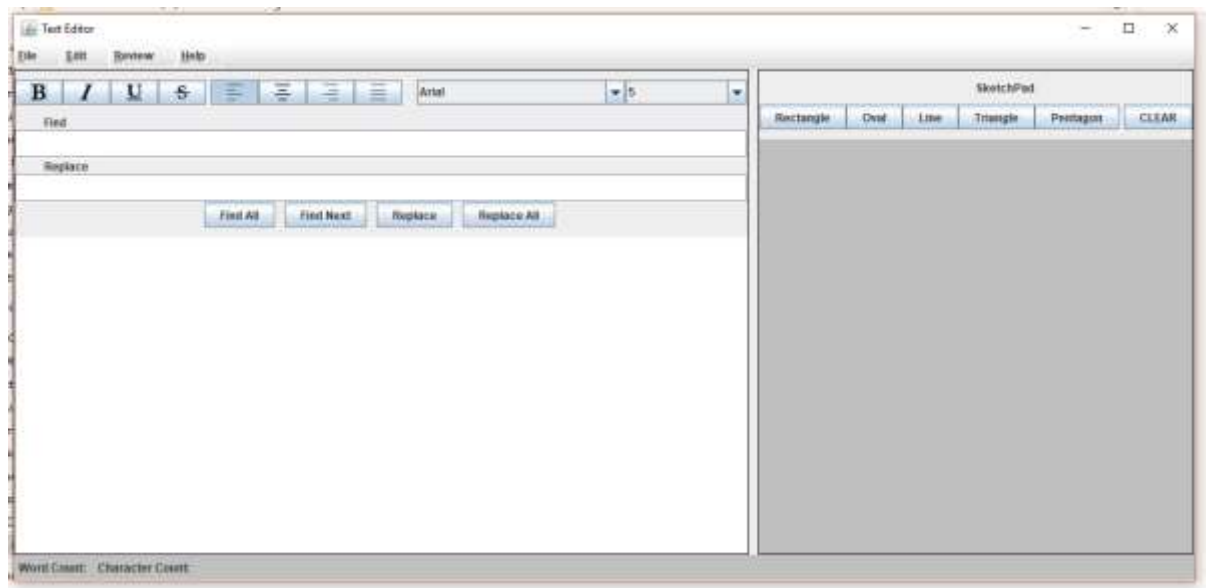 Text Editor
File Edit Review Help
B I U S Arial 5
Find
Replace
Find All Find Next Replace Replace All
SketchPad
Rectangle Oval Line Triangle Pentagon CLEAR
Word Count: Character Count: